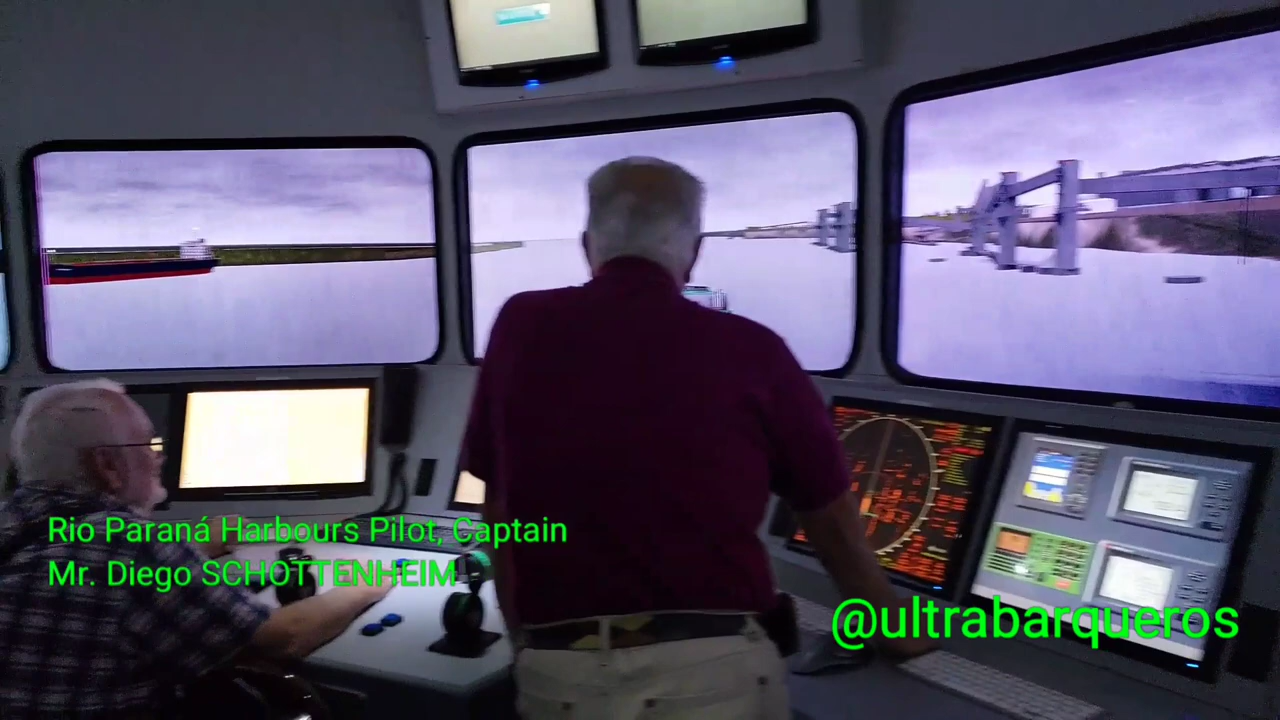 Rio Paraná Harbours Pilot, Captain
Mr. Diego SCHOTTENHEIM
@ultrabarqueros